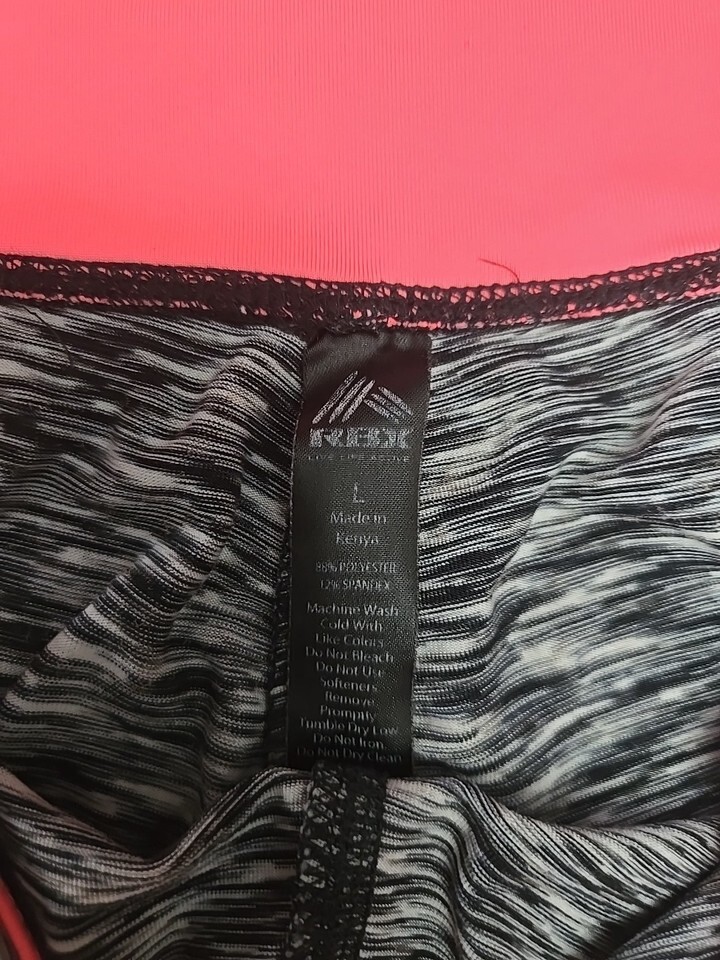 RBX
LIVE LIFE ACTIVE
L
Made in
Kenya
88% POLYESTER
12% SPANDEX
Machine Wash
Cold With
Like Colors
Do Not Bleach
Do Not Use
Softeners
Remove
Promptly
Tumble Dry Low
Do Not Iron
Do Not Dry Clean